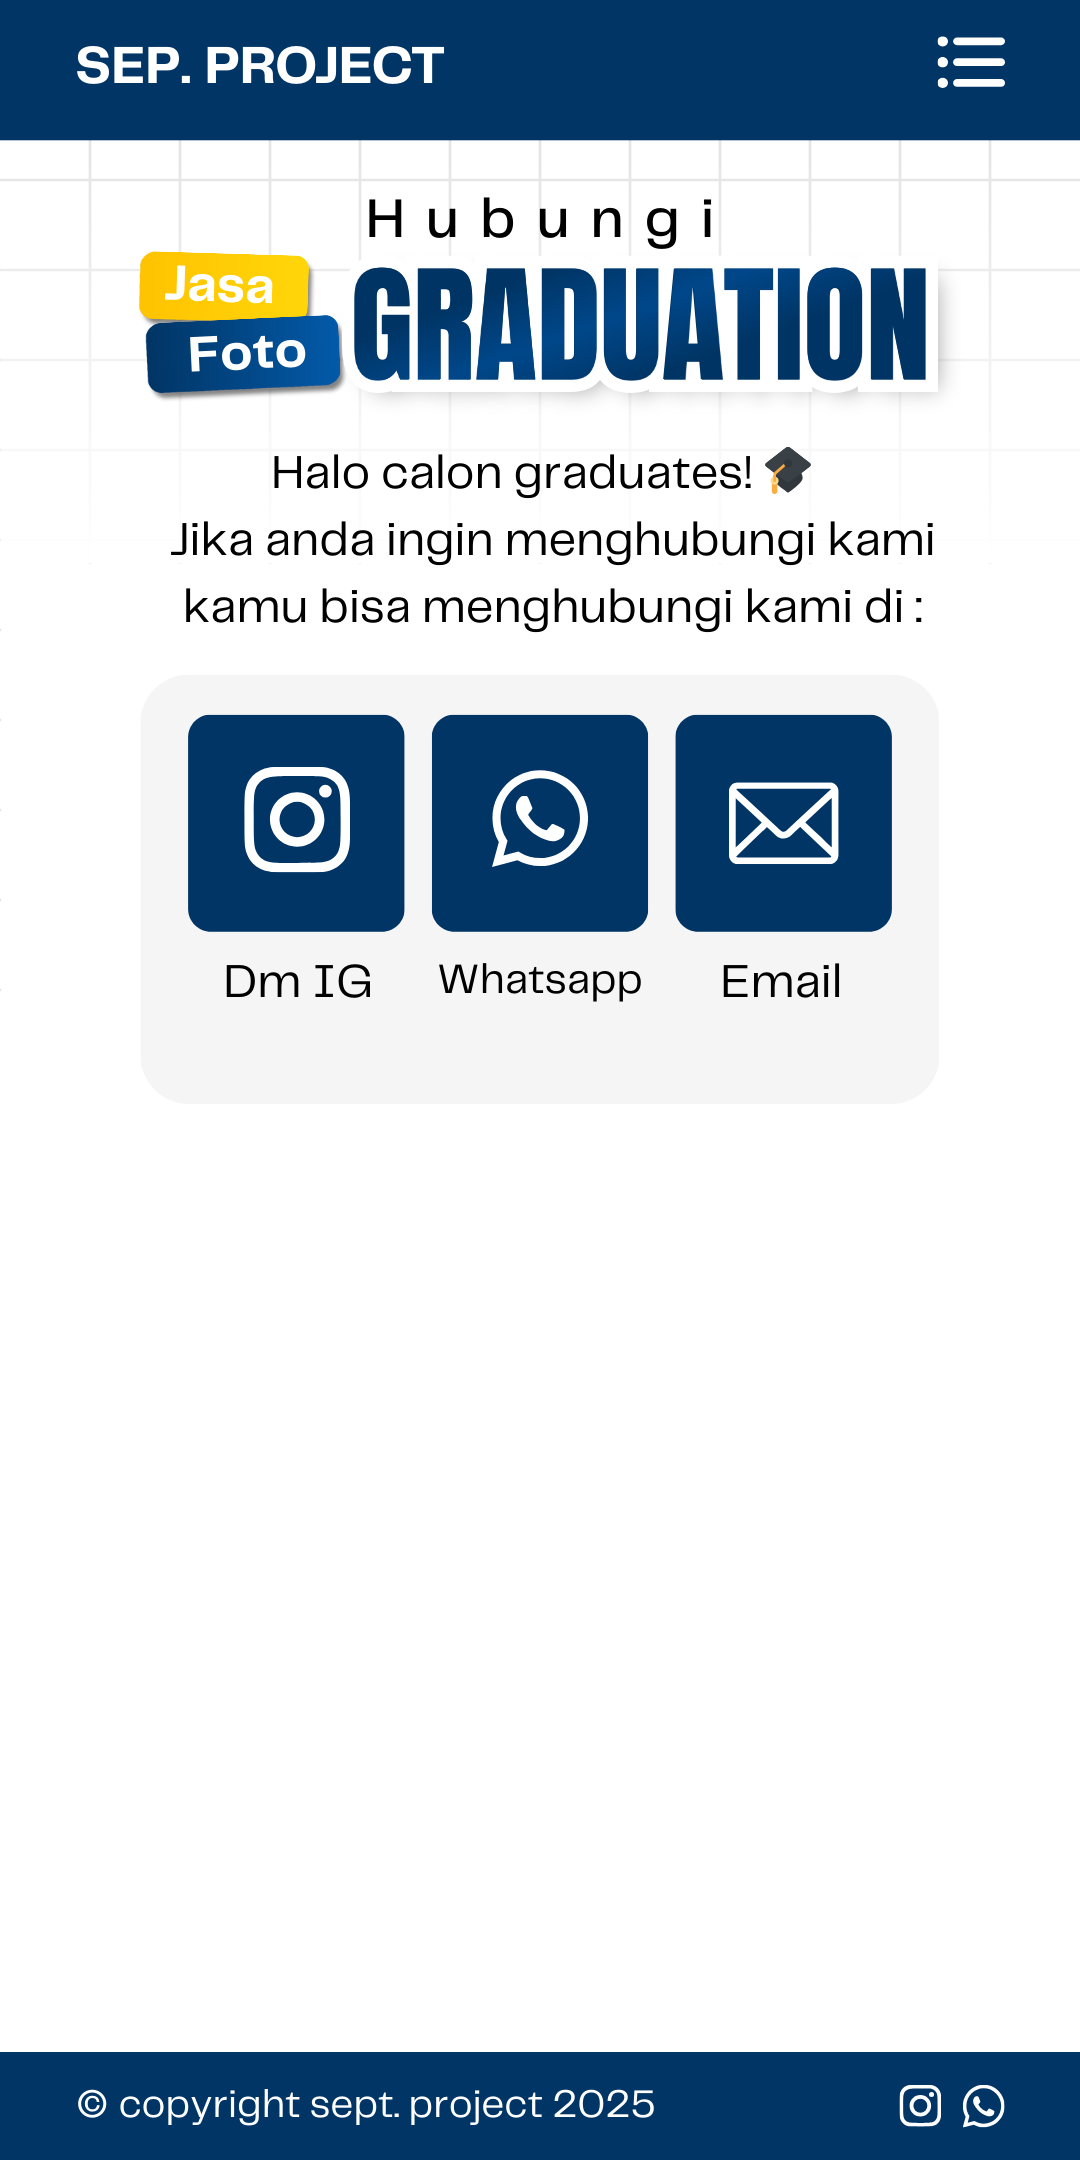 SEP. PROJECT
Hubungi
Jasa
Foto
GRADUATION
Halo calon graduates! 🎓
Jika anda ingin menghubungi kami
kamu bisa menghubungi kami di :
Dm IG
Whatsapp
Email
© copyright sept. project 2025